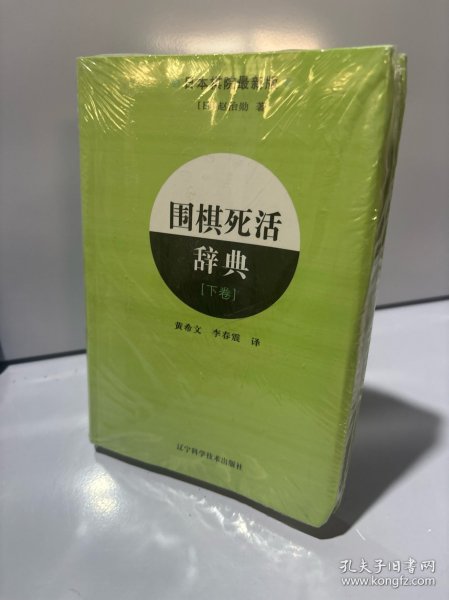 日本棋院最新版
[日]赵治勋 著
围棋死活
辞典
[下卷]
黄希文 李春震 译
辽宁科学技术出版社
孔夫子旧书网
www.kongfz.com